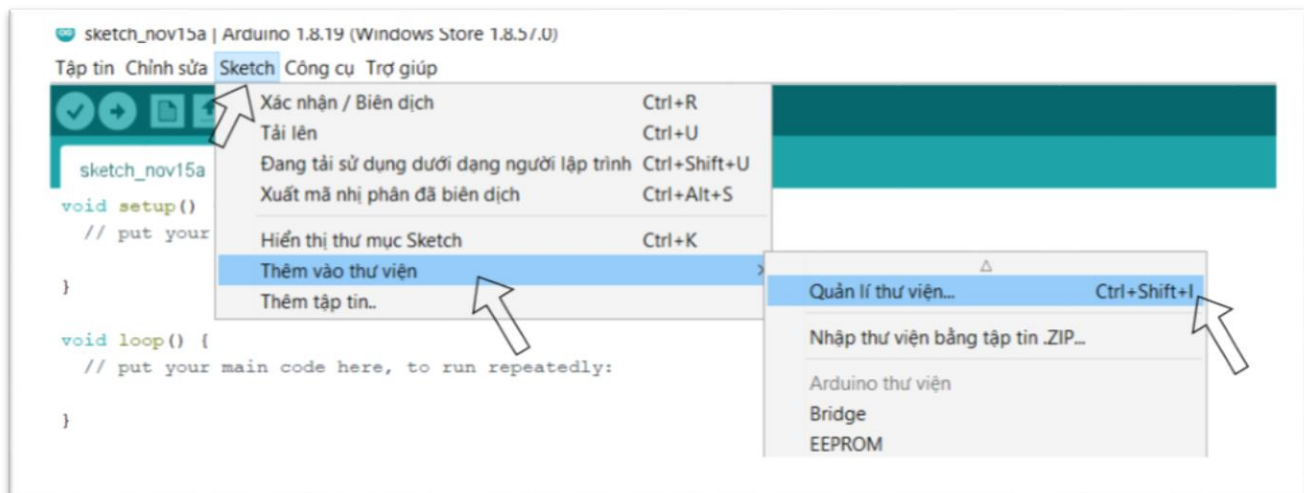 sketch_nov15a | Arduino 1.8.19 (Windows Store 1.8.57.0)
Tập tin Chỉnh sửa Sketch Công cụ Trợ giúp
Xác nhận / Biên dịch Ctrl+R
Tải lên Ctrl+U
Đang tải sử dụng dưới dạng người lập trình Ctrl+Shift+U
Xuất mã nhị phân đã biên dịch Ctrl+Alt+S
Hiển thị thư mục Sketch Ctrl+K
Thêm vào thư viện
Thêm tập tin..
Quản lí thư viện... Ctrl+Shift+I
Nhập thư viện bằng tập tin .ZIP...
Arduino thư viện
Bridge
EEPROM
sketch_nov15a
void setup()
// put your
}
void loop() {
// put your main code here, to run repeatedly:
}